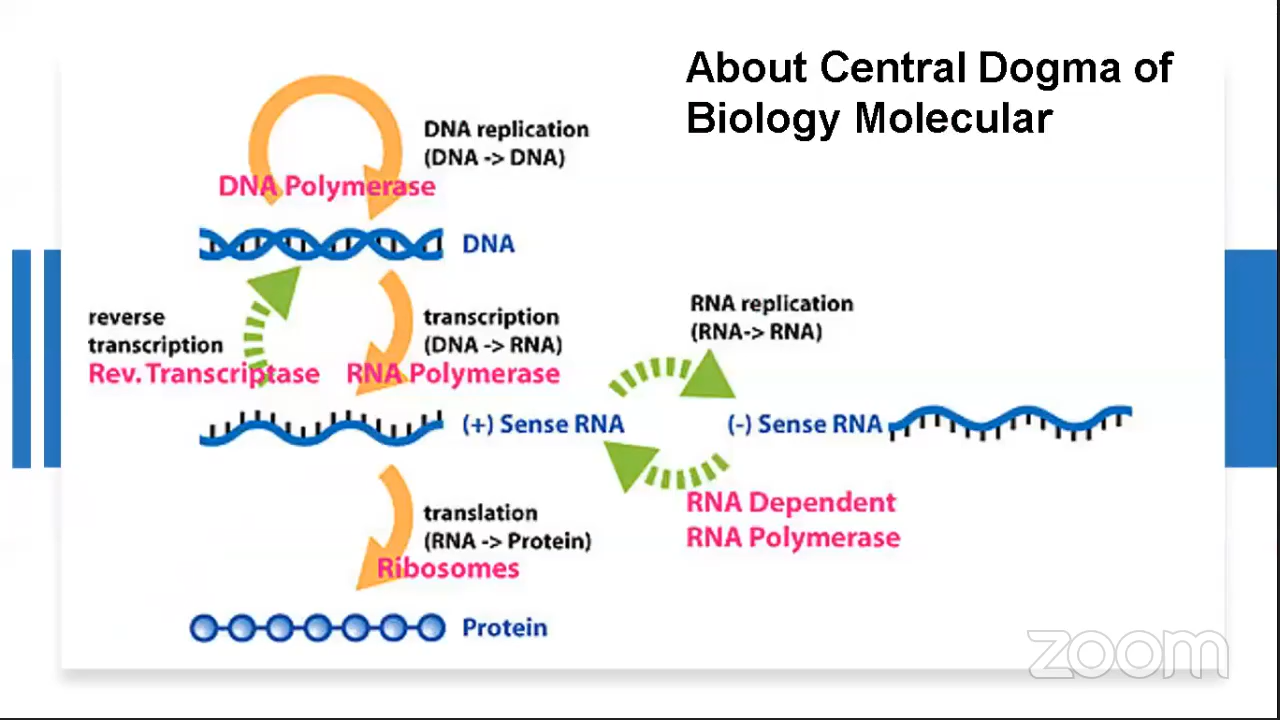 About Central Dogma of
Biology Molecular
DNA replication
(DNA -> DNA)
DNA Polymerase
DNA
reverse
transcription
Rev. Transcriptase
transcription
(DNA -> RNA)
RNA Polymerase
RNA replication
(RNA-> RNA)
(+) Sense RNA
(-) Sense RNA
RNA Dependent
RNA Polymerase
translation
(RNA -> Protein)
Ribosomes
Protein
zoom